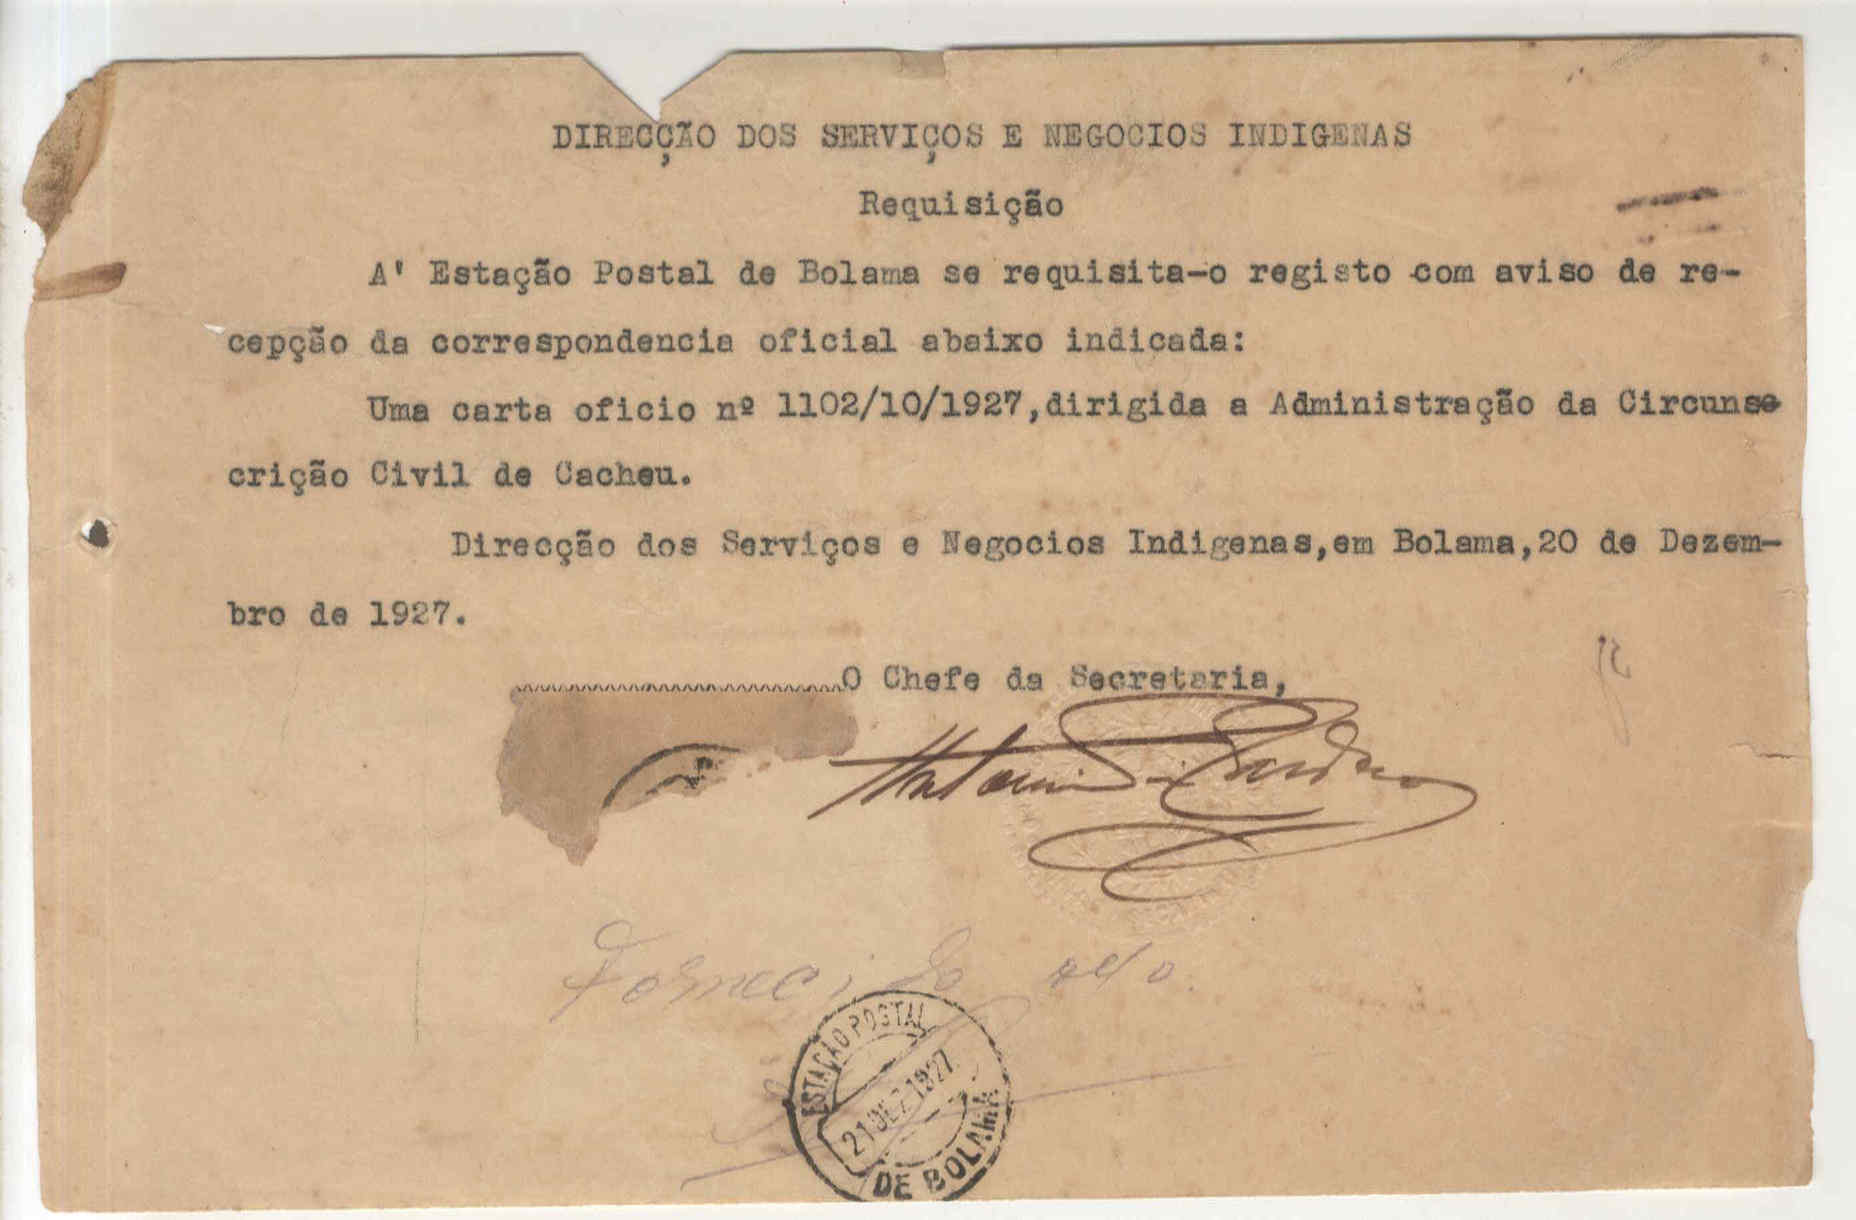 DIRECÇÃO DOS SERVIÇOS E NEGOCIOS INDIGENAS
Requisição
A' Estação Postal de Bolama se requisita-o registo com aviso de re-
cepção da correspondencia oficial abaixo indicada:
Uma carta oficio nº 1102/10/1927,dirigida a Administração da Circuns
crição Civil de Cacheu.
Direcção dos Serviços e Negocios Indigenas,em Bolama,20 de Dezem-
bro de 1927.
O Chefe da Secretaria,
Fornecido
ESTAÇÃO POSTAL
21 DEZ 1927
DE BOLAMA